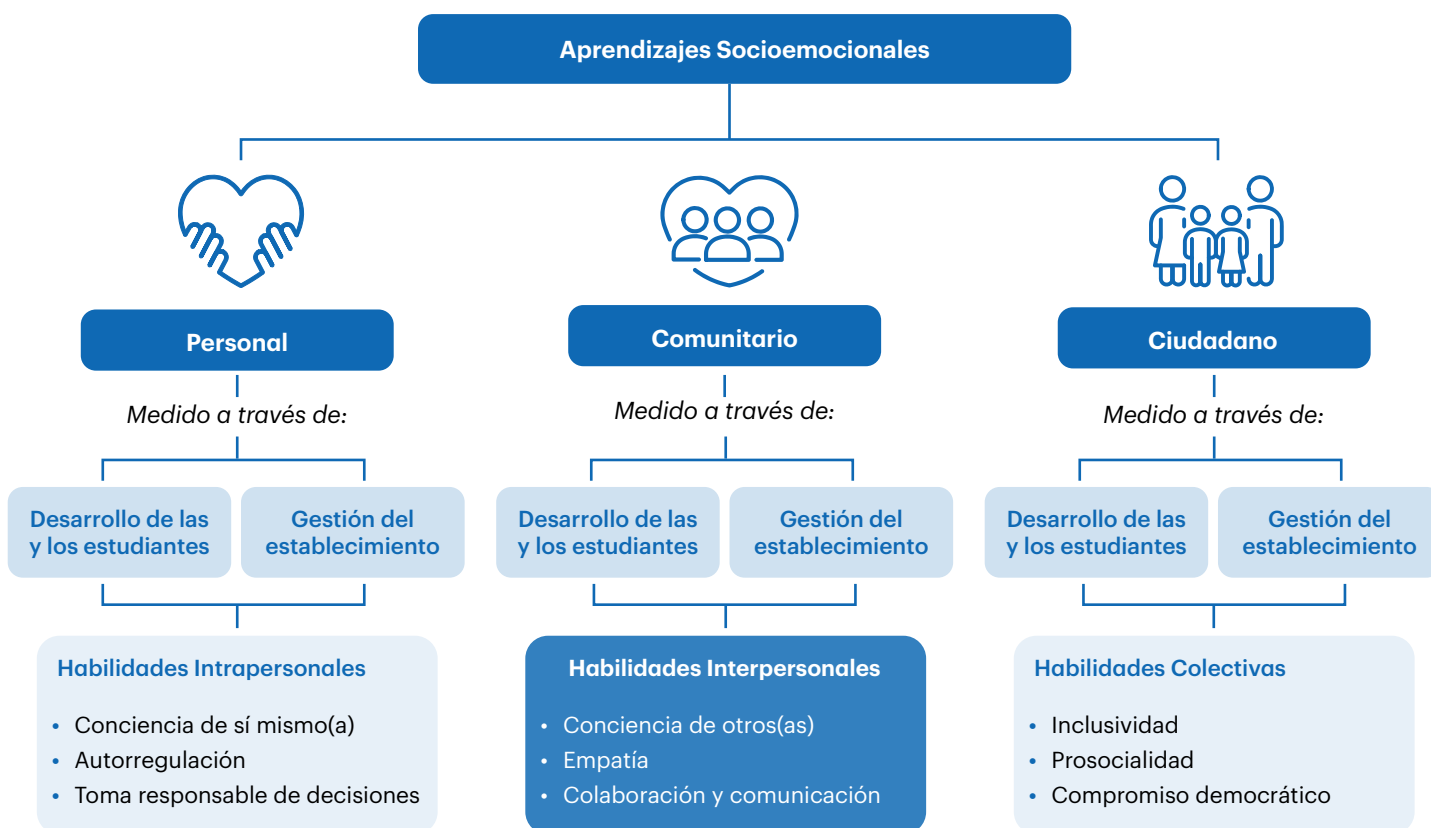 Aprendizajes Socioemocionales
Personal
Comunitario
Ciudadano
Medido a través de:
Medido a través de:
Medido a través de:
Desarrollo de las
y los estudiantes
Gestión del
establecimiento
Desarrollo de las
y los estudiantes
Gestión del
establecimiento
Desarrollo de las
y los estudiantes
Gestión del
establecimiento
Habilidades Intrapersonales
• Conciencia de sí mismo(a)
• Autorregulación
• Toma responsable de decisiones
Habilidades Interpersonales
• Conciencia de otros(as)
• Empatía
• Colaboración y comunicación
Habilidades Colectivas
• Inclusividad
• Prosocialidad
• Compromiso democrático